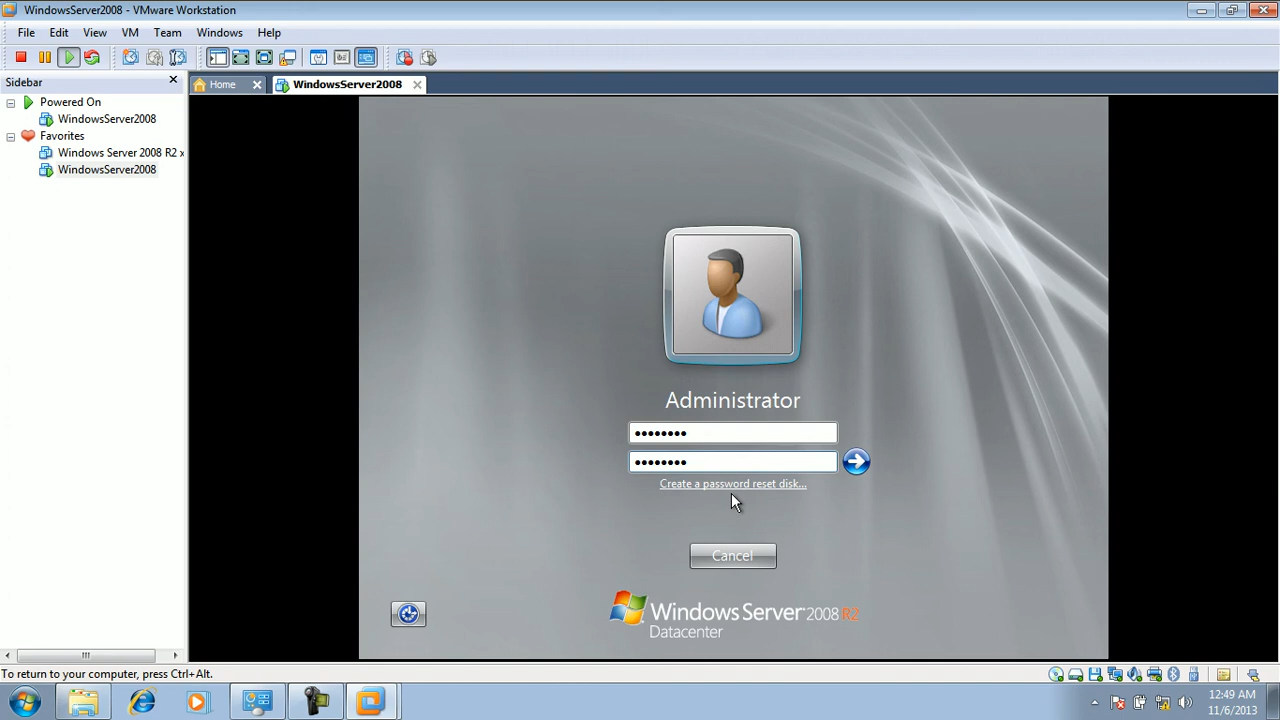 WindowsServer2008 - VMware Workstation
File Edit View VM Team Windows Help
Sidebar
Home
WindowsServer2008
Powered On
WindowsServer2008
Favorites
Windows Server 2008 R2 x
WindowsServer2008
Administrator
Create a password reset disk...
Cancel
Windows Server 2008 R2
Datacenter
To return to your computer, press Ctrl+Alt.
12:49 AM
11/6/2013